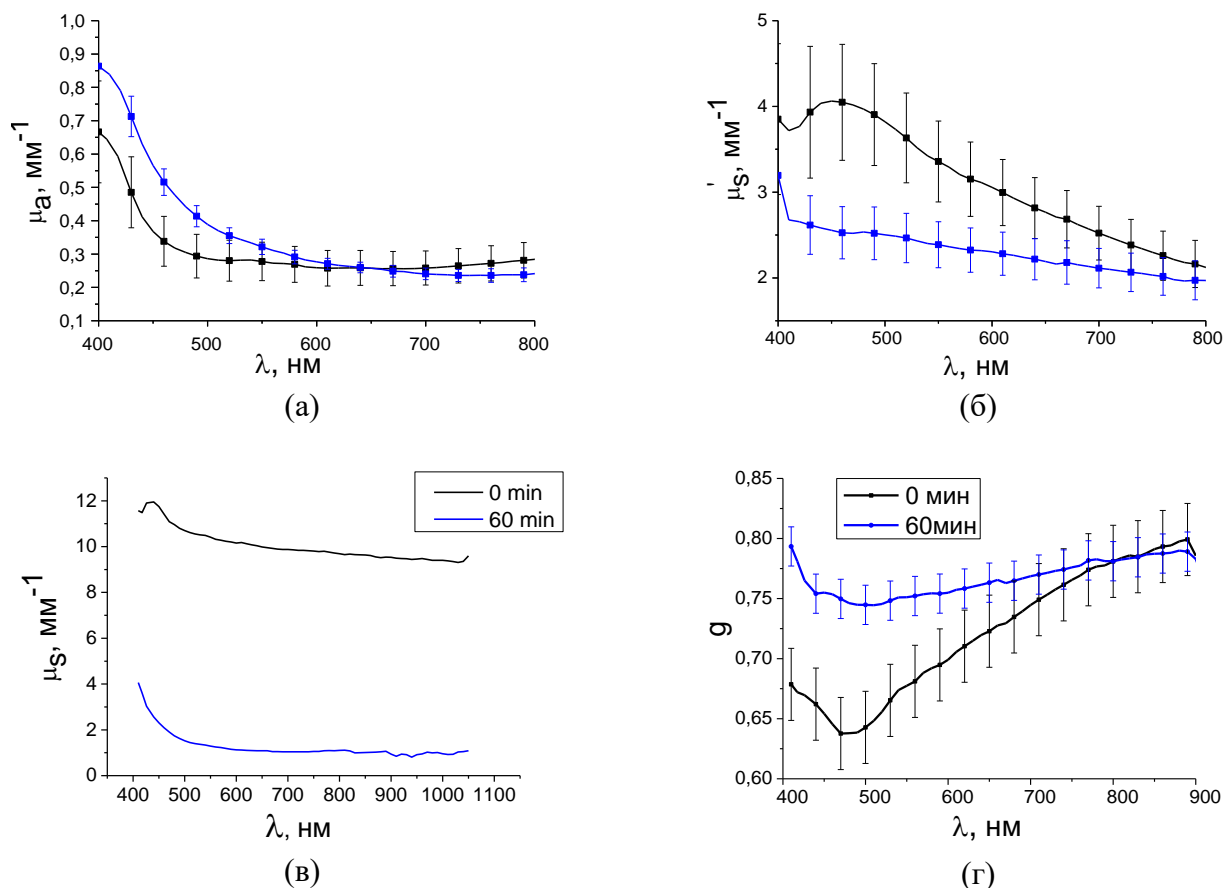 1,0
0,9
0,8
0,7
0,6
0,5
0,4
0,3
0,2
0,1
μa, мм-1
400 500 600 700 800
λ, нм
(а)
5
4
3
2
μs', мм-1
400 500 600 700 800
λ, нм
(б)
12
10
8
6
4
2
0
μs, мм-1
0 min
60 min
400 500 600 700 800 900 1000 1100
λ, нм
(в)
0,85
0,80
0,75
0,70
0,65
0,60
g
0 мин
60мин
400 500 600 700 800 900
λ, нм
(г)